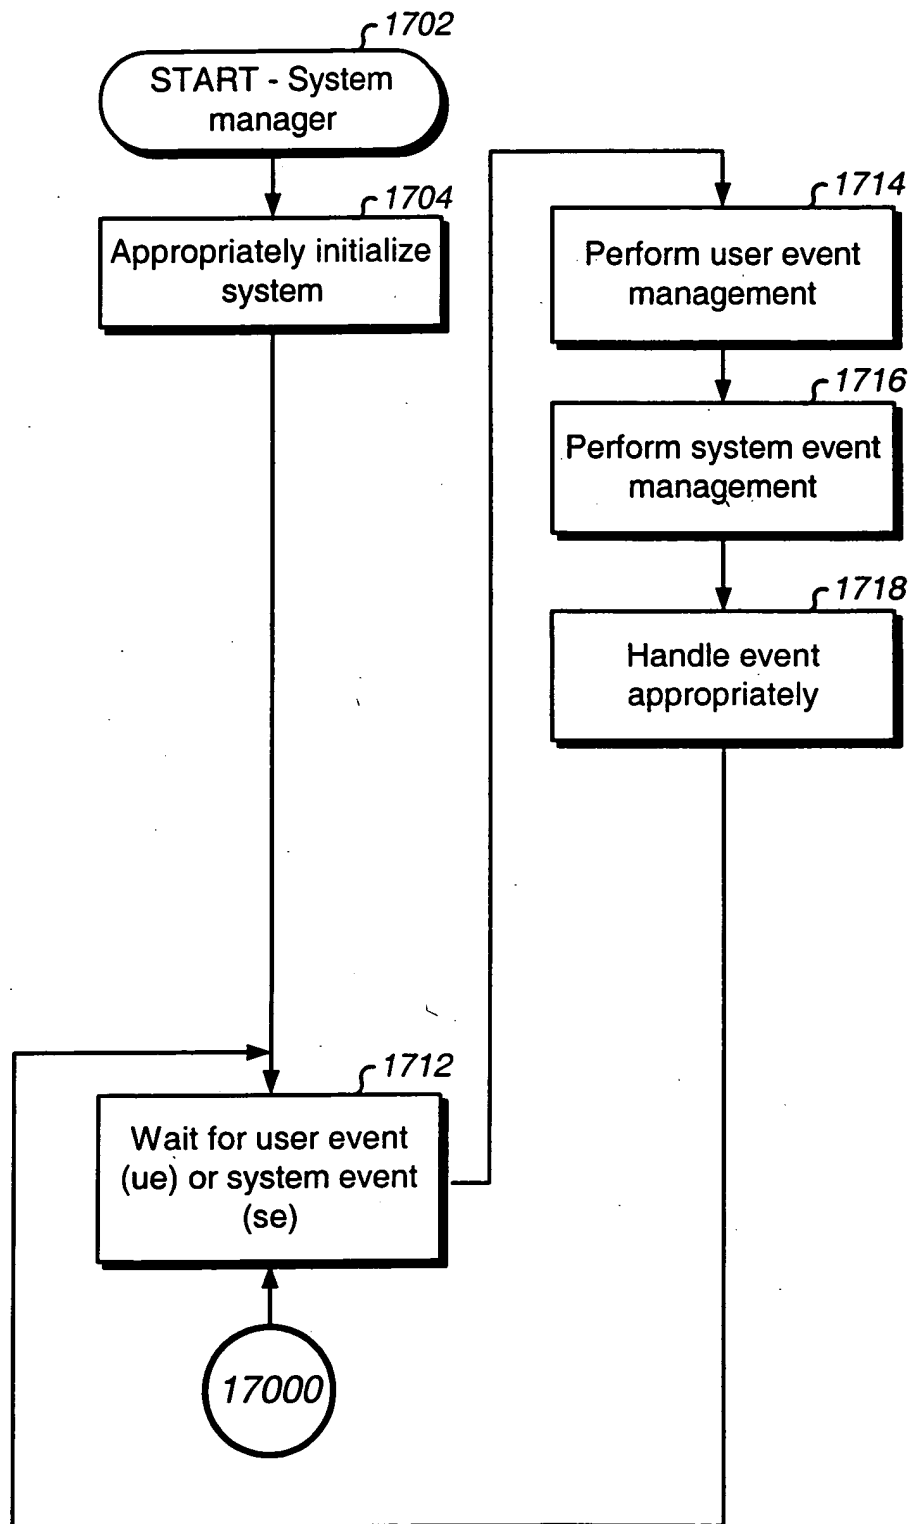 1702
START - System
manager
1704
Appropriately initialize
system
1712
Wait for user event
(ue) or system event
(se)
17000
1714
Perform user event
management
1716
Perform system event
management
1718
Handle event
appropriately